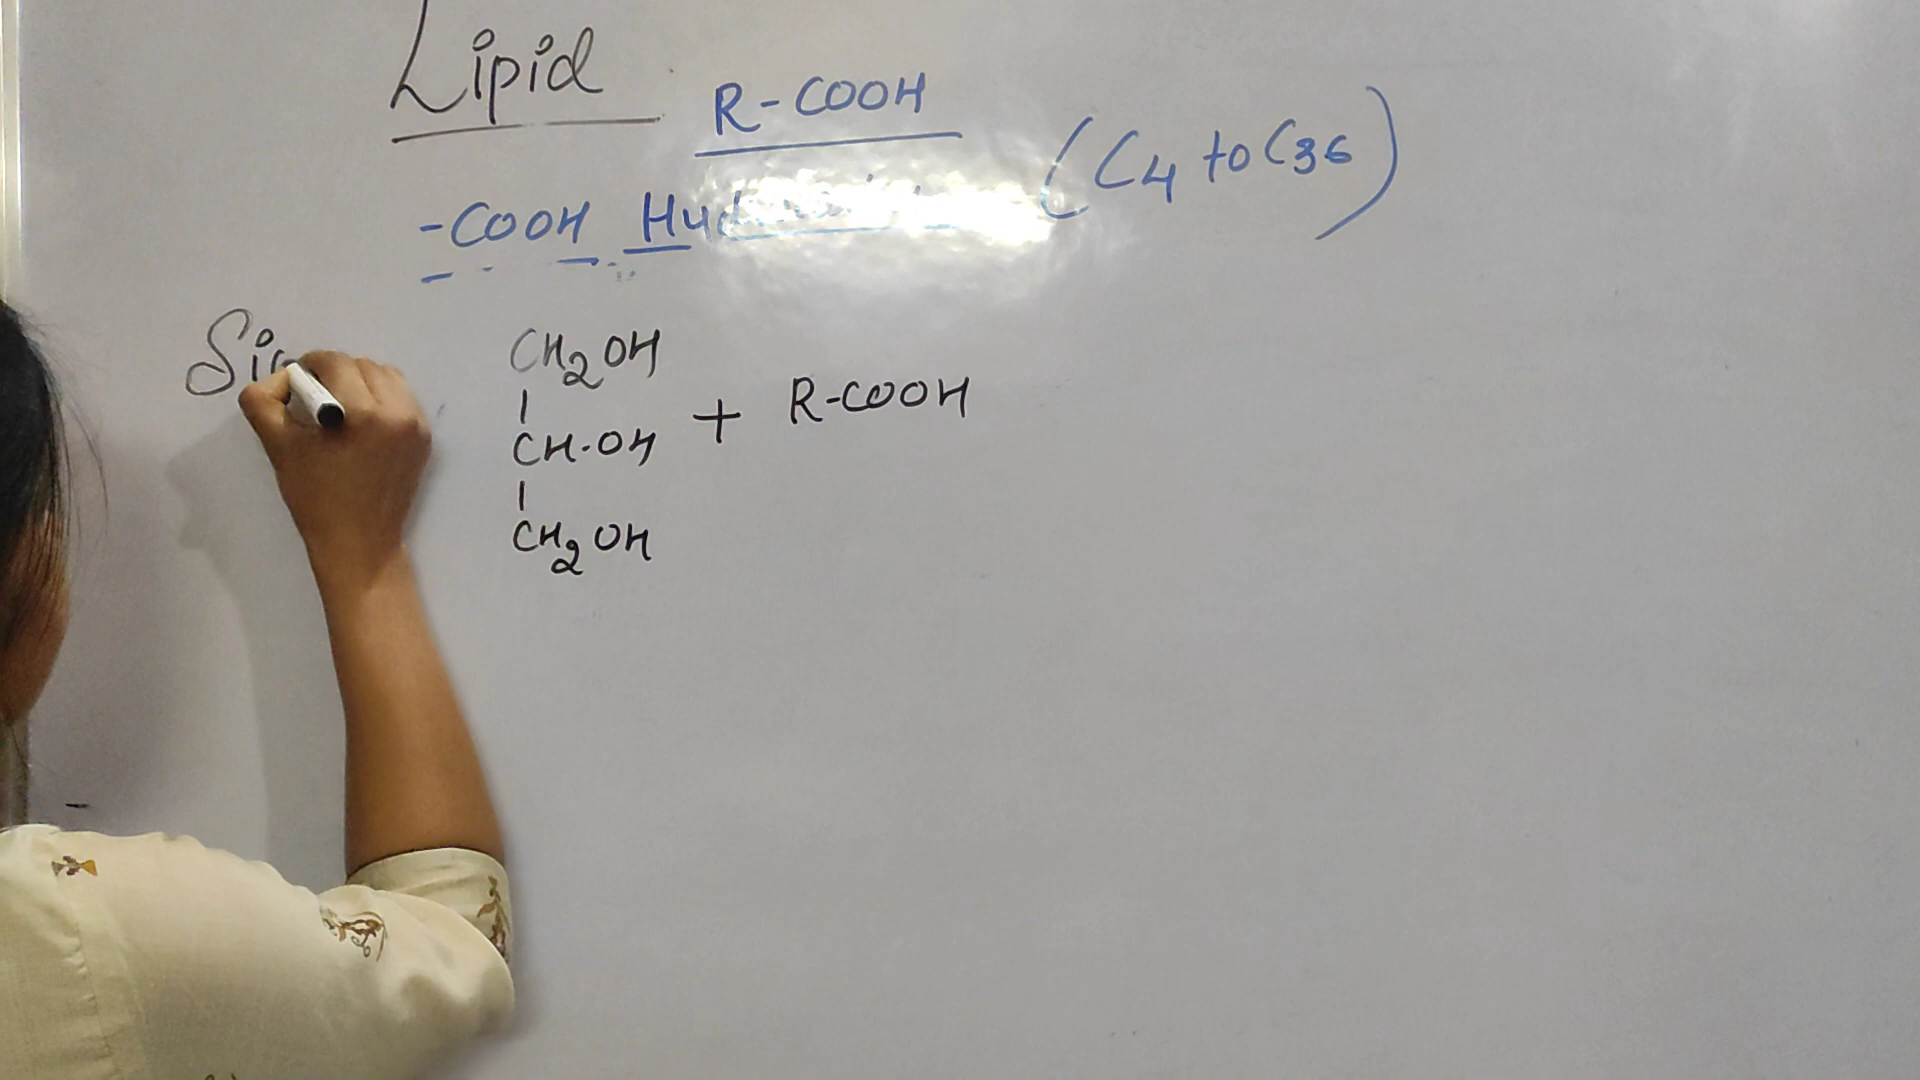 Lipid
R-COOH
(C4 to C36)
-COOH
CH2OH
|
CH·OH + R-COOH
|
CH2OH